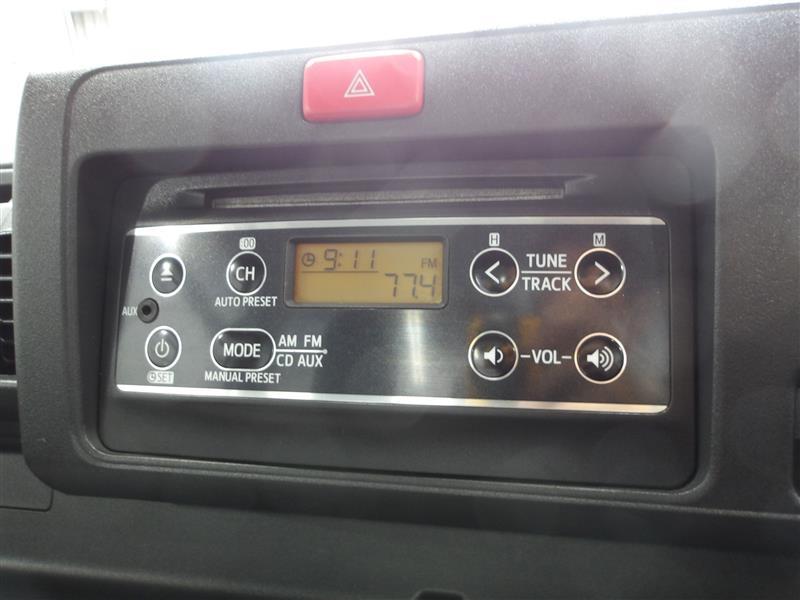 :00
H
M
CH
9:11
FM
77.4
TUNE
TRACK
AUTO PRESET
AUX
MODE
AM FM
CD AUX
VOL
SET
MANUAL PRESET